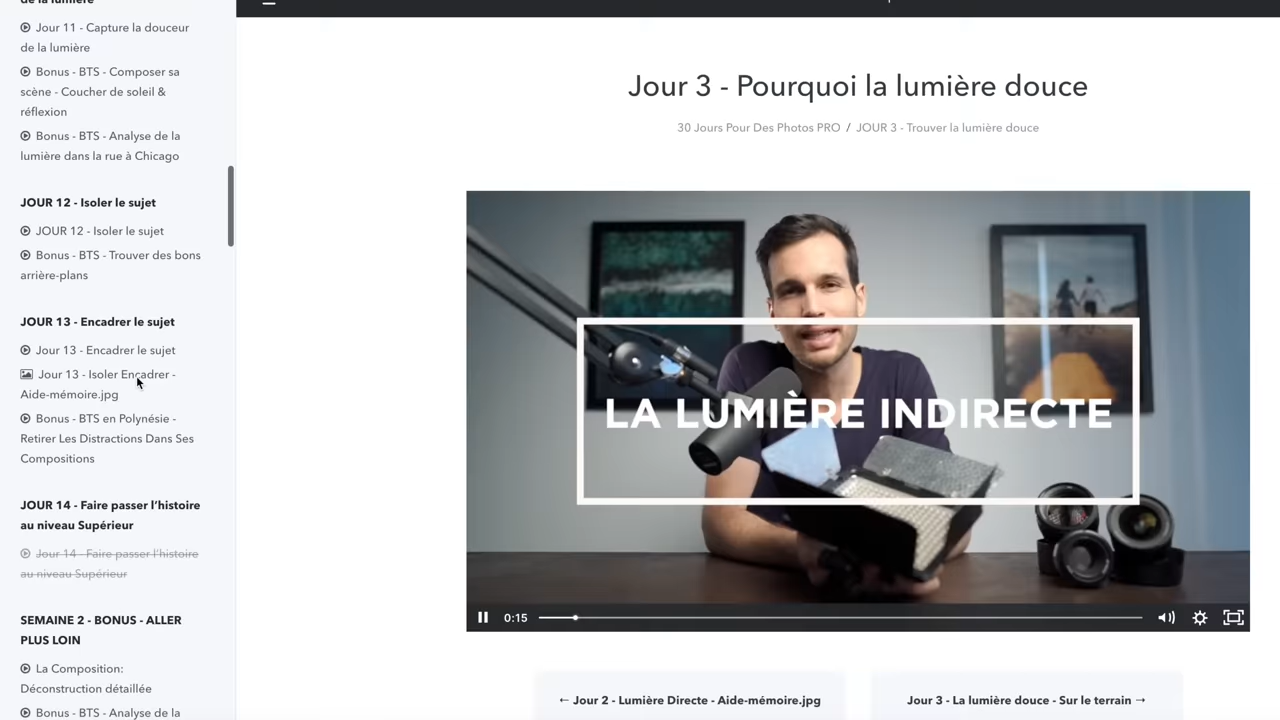 de la lumière
Jour 11 - Capture la douceur
de la lumière
Bonus - BTS - Composer sa
scène - Coucher de soleil &
réflexion
Bonus - BTS - Analyse de la
lumière dans la rue à Chicago
JOUR 12 - Isoler le sujet
JOUR 12 - Isoler le sujet
Bonus - BTS - Trouver des bons
arrière-plans
JOUR 13 - Encadrer le sujet
Jour 13 - Encadrer le sujet
Jour 13 - Isoler Encadrer -
Aide-mémoire.jpg
Bonus - BTS en Polynésie -
Retirer Les Distractions Dans Ses
Compositions
JOUR 14 - Faire passer l’histoire
au niveau Supérieur
Jour 14 - Faire passer l'histoire
au niveau Supérieur
SEMAINE 2 - BONUS - ALLER
PLUS LOIN
La Composition:
Déconstruction détaillée
Bonus - BTS - Analyse de la
Jour 3 - Pourquoi la lumière douce
30 Jours Pour Des Photos PRO / JOUR 3 - Trouver la lumière douce
LA LUMIÈRE INDIRECTE
0:15
← Jour 2 - Lumière Directe - Aide-mémoire.jpg
Jour 3 - La lumière douce - Sur le terrain →